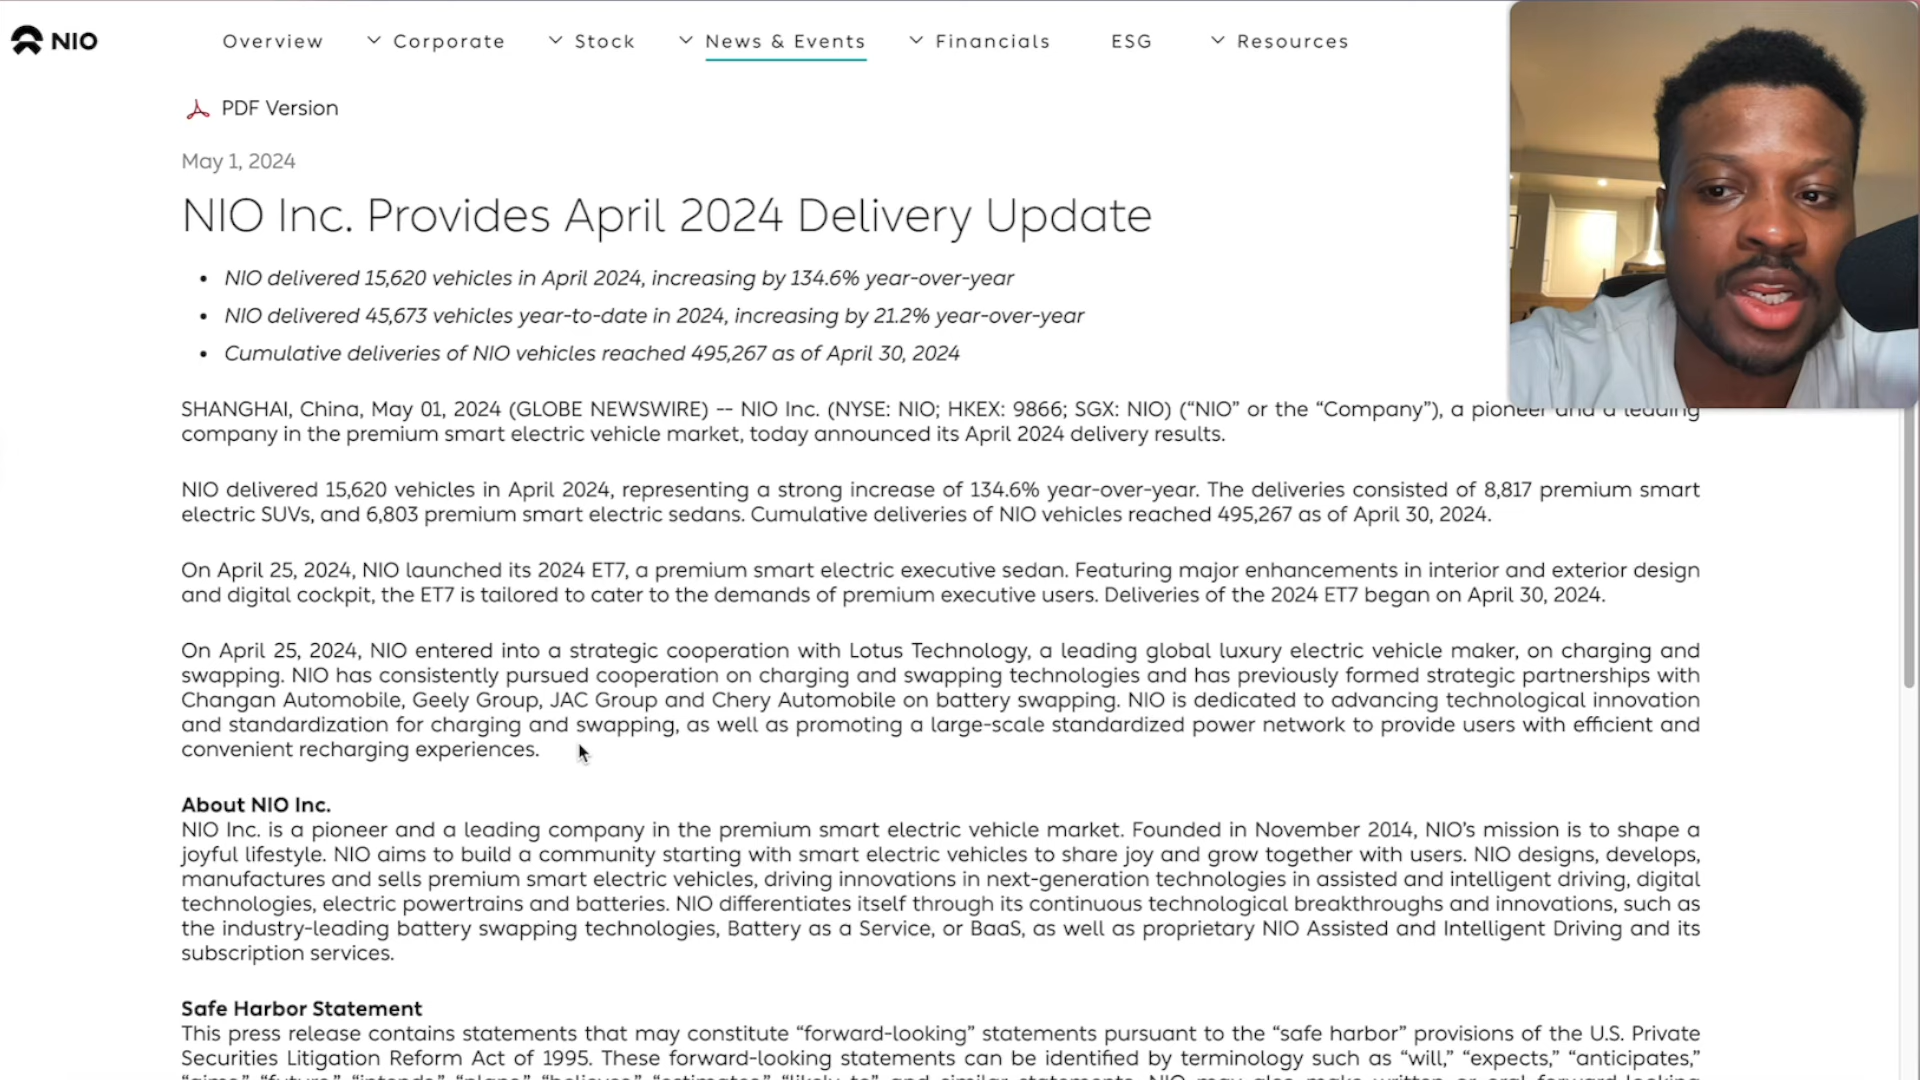 NIO
Overview Corporate Stock News & Events Financials ESG Resources
PDF Version
May 1, 2024
NIO Inc. Provides April 2024 Delivery Update
• NIO delivered 15,620 vehicles in April 2024, increasing by 134.6% year-over-year
• NIO delivered 45,673 vehicles year-to-date in 2024, increasing by 21.2% year-over-year
• Cumulative deliveries of NIO vehicles reached 495,267 as of April 30, 2024
SHANGHAI, China, May 01, 2024 (GLOBE NEWSWIRE) -- NIO Inc. (NYSE: NIO; HKEX: 9866; SGX: NIO) (“NIO” or the “Company”), a pioneer and a leading
company in the premium smart electric vehicle market, today announced its April 2024 delivery results.
NIO delivered 15,620 vehicles in April 2024, representing a strong increase of 134.6% year-over-year. The deliveries consisted of 8,817 premium smart
electric SUVs, and 6,803 premium smart electric sedans. Cumulative deliveries of NIO vehicles reached 495,267 as of April 30, 2024.
On April 25, 2024, NIO launched its 2024 ET7, a premium smart electric executive sedan. Featuring major enhancements in interior and exterior design
and digital cockpit, the ET7 is tailored to cater to the demands of premium executive users. Deliveries of the 2024 ET7 began on April 30, 2024.
On April 25, 2024, NIO entered into a strategic cooperation with Lotus Technology, a leading global luxury electric vehicle maker, on charging and
swapping. NIO has consistently pursued cooperation on charging and swapping technologies and has previously formed strategic partnerships with
Changan Automobile, Geely Group, JAC Group and Chery Automobile on battery swapping. NIO is dedicated to advancing technological innovation
and standardization for charging and swapping, as well as promoting a large-scale standardized power network to provide users with efficient and
convenient recharging experiences.
About NIO Inc.
NIO Inc. is a pioneer and a leading company in the premium smart electric vehicle market. Founded in November 2014, NIO’s mission is to shape a
joyful lifestyle. NIO aims to build a community starting with smart electric vehicles to share joy and grow together with users. NIO designs, develops,
manufactures and sells premium smart electric vehicles, driving innovations in next-generation technologies in assisted and intelligent driving, digital
technologies, electric powertrains and batteries. NIO differentiates itself through its continuous technological breakthroughs and innovations, such as
the industry-leading battery swapping technologies, Battery as a Service, or BaaS, as well as proprietary NIO Assisted and Intelligent Driving and its
subscription services.
Safe Harbor Statement
This press release contains statements that may constitute “forward-looking” statements pursuant to the “safe harbor” provisions of the U.S. Private
Securities Litigation Reform Act of 1995. These forward-looking statements can be identified by terminology such as “will,” “expects,” “anticipates,”
“aims,” “future,” “intends,” “plans,” “believes,” “estimates,” “likely to” and similar statements. NIO may also make written or oral forward-looking